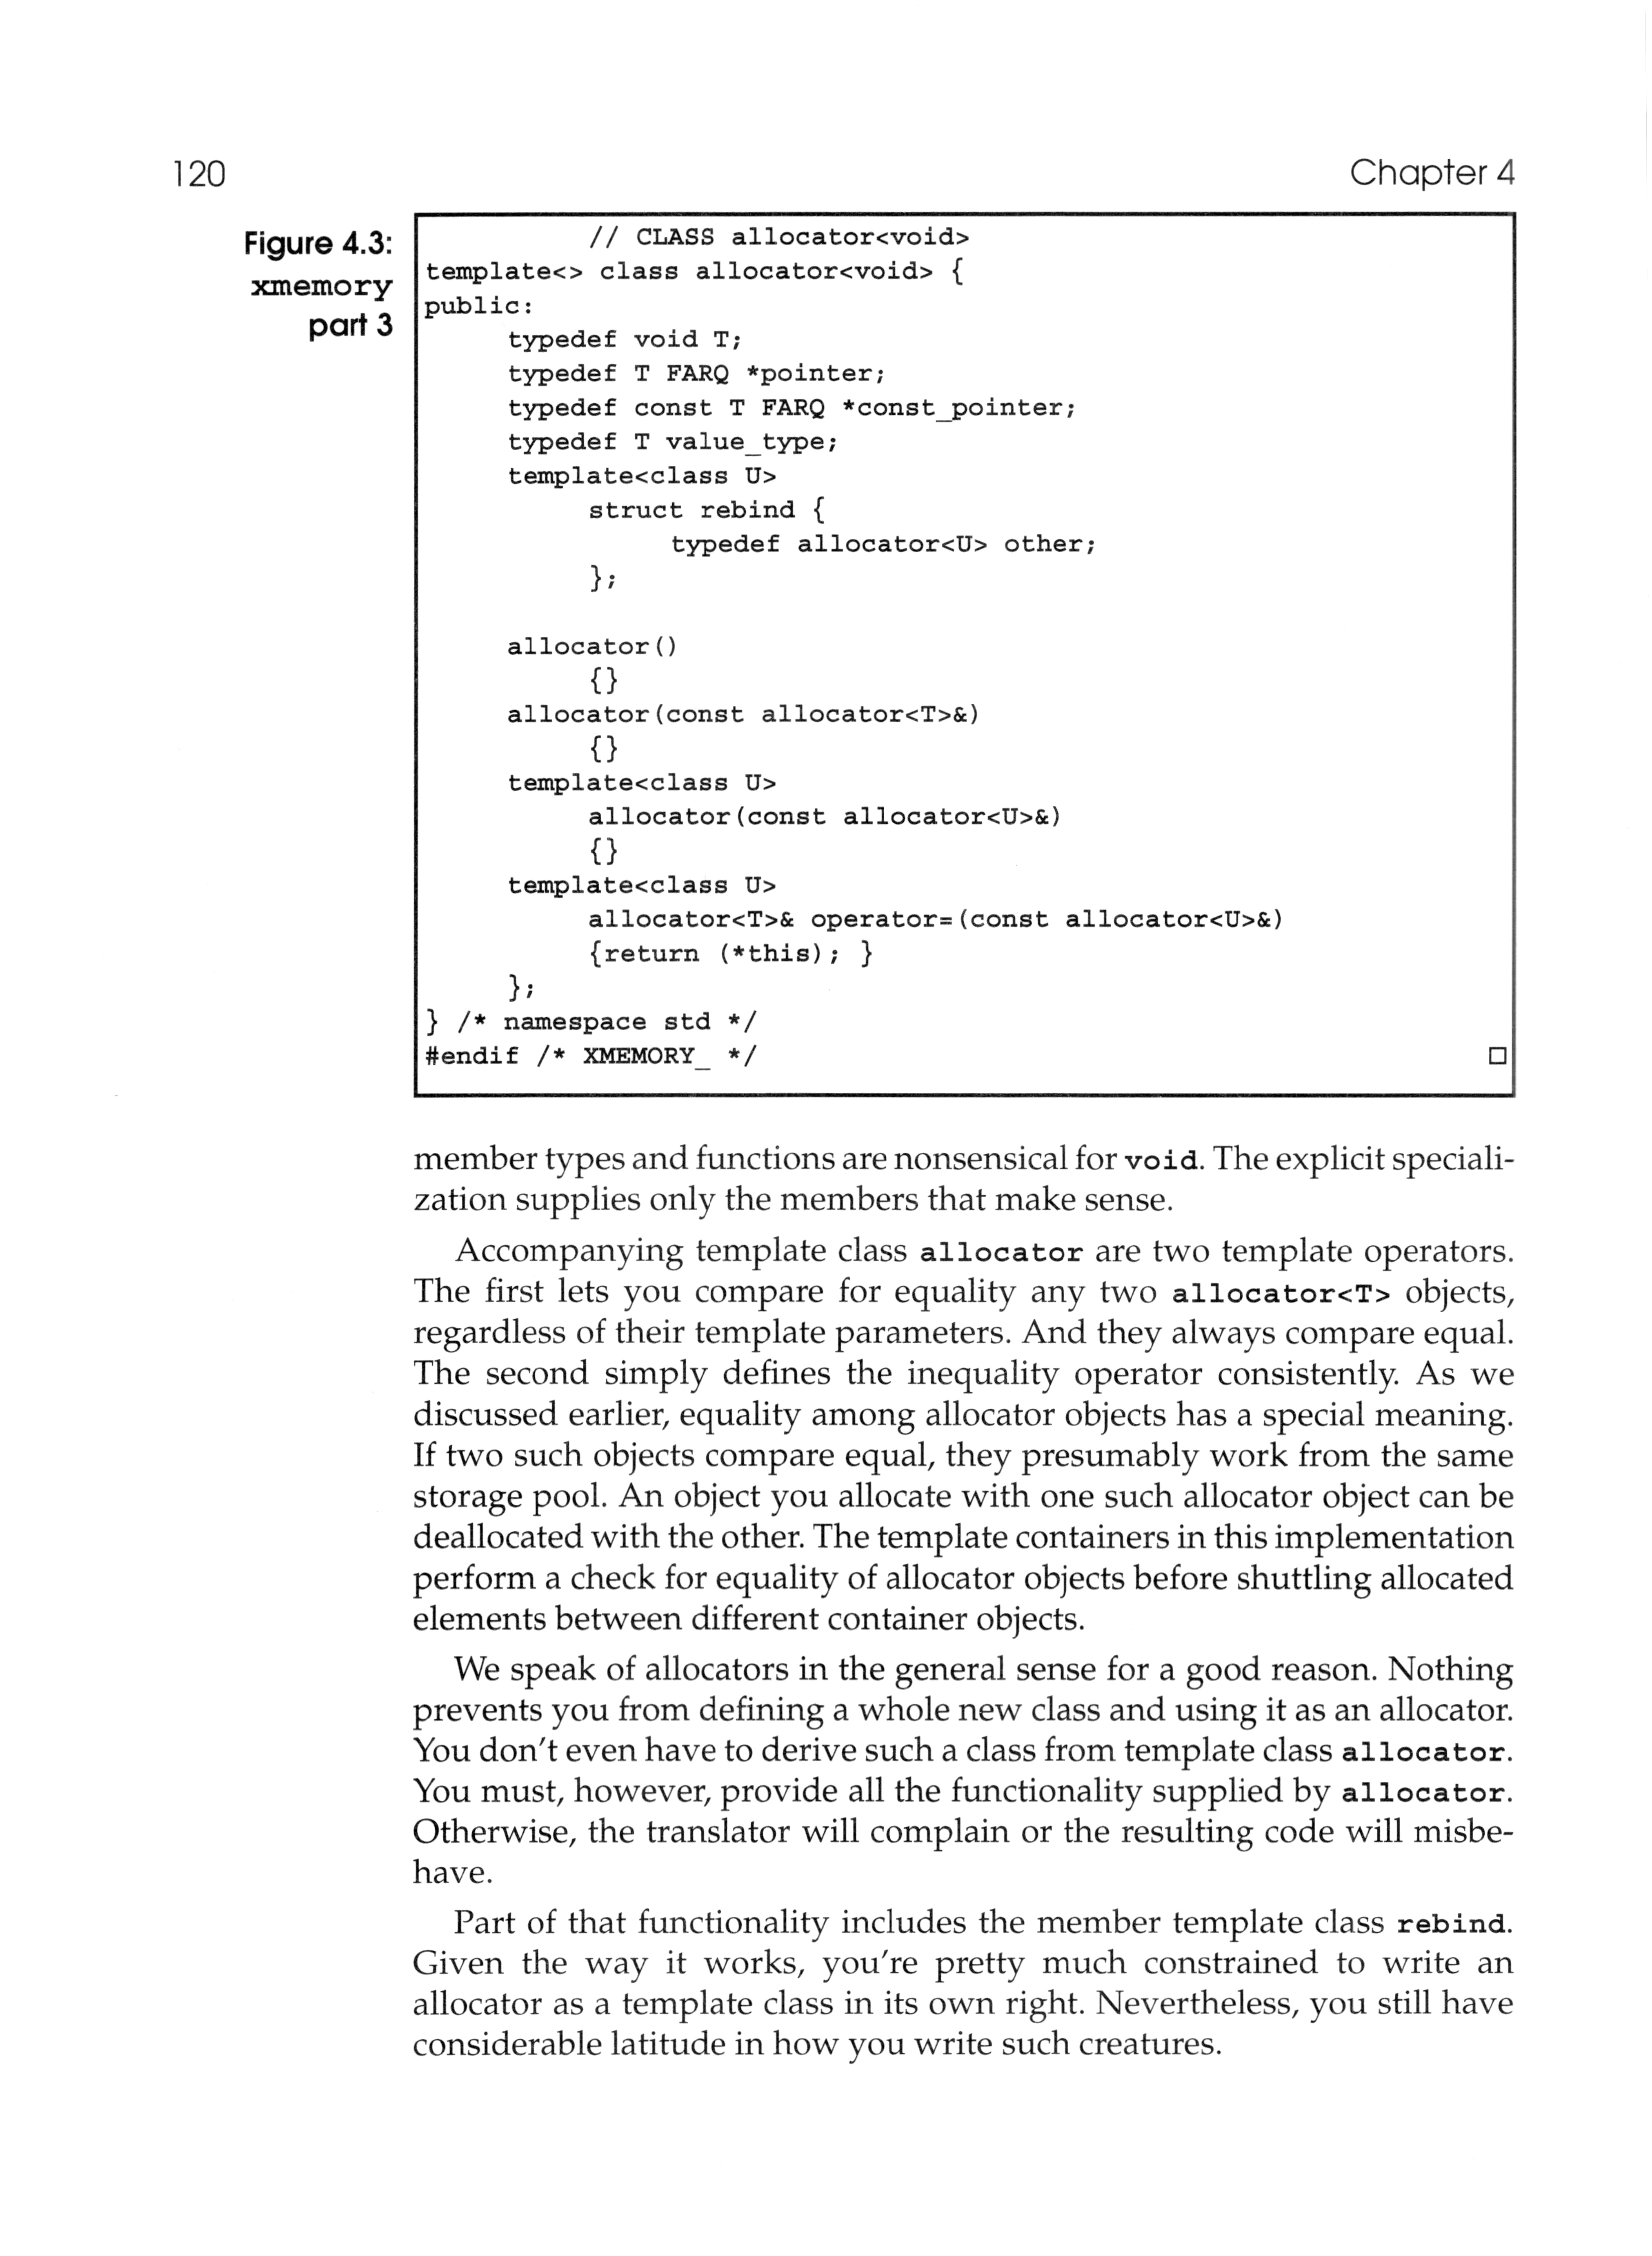 120
Chapter 4
Figure 4.3:
xmemory
part 3
// CLASS allocator<void>
template<> class allocator<void> {
public:
typedef void T;
typedef T FARQ *pointer;
typedef const T FARQ *const_pointer;
typedef T value_type;
template<class U>
struct rebind {
typedef allocator<U> other;
};
allocator()
{}
allocator(const allocator<T>&)
{}
template<class U>
allocator(const allocator<U>&)
{}
template<class U>
allocator<T>& operator=(const allocator<U>&)
{return (*this); }
};
} /* namespace std */
#endif /* XMEMORY_ */
member types and functions are nonsensical for void. The explicit speciali-
zation supplies only the members that make sense.
Accompanying template class allocator are two template operators.
The first lets you compare for equality any two allocator<T> objects,
regardless of their template parameters. And they always compare equal.
The second simply defines the inequality operator consistently. As we
discussed earlier, equality among allocator objects has a special meaning.
If two such objects compare equal, they presumably work from the same
storage pool. An object you allocate with one such allocator object can be
deallocated with the other. The template containers in this implementation
perform a check for equality of allocator objects before shuttling allocated
elements between different container objects.
We speak of allocators in the general sense for a good reason. Nothing
prevents you from defining a whole new class and using it as an allocator.
You don't even have to derive such a class from template class allocator.
You must, however, provide all the functionality supplied by allocator.
Otherwise, the translator will complain or the resulting code will misbe-
have.
Part of that functionality includes the member template class rebind.
Given the way it works, you're pretty much constrained to write an
allocator as a template class in its own right. Nevertheless, you still have
considerable latitude in how you write such creatures.